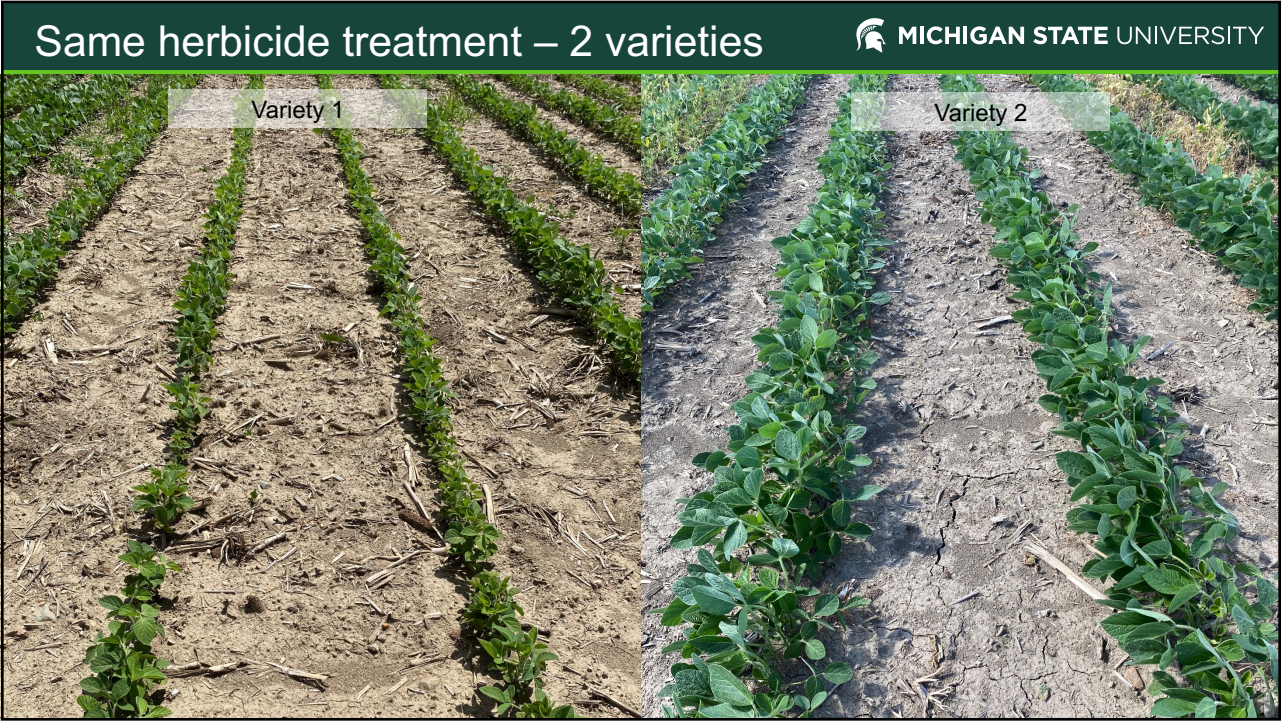 Same herbicide treatment – 2 varieties
MICHIGAN STATE UNIVERSITY
Variety 1
Variety 2